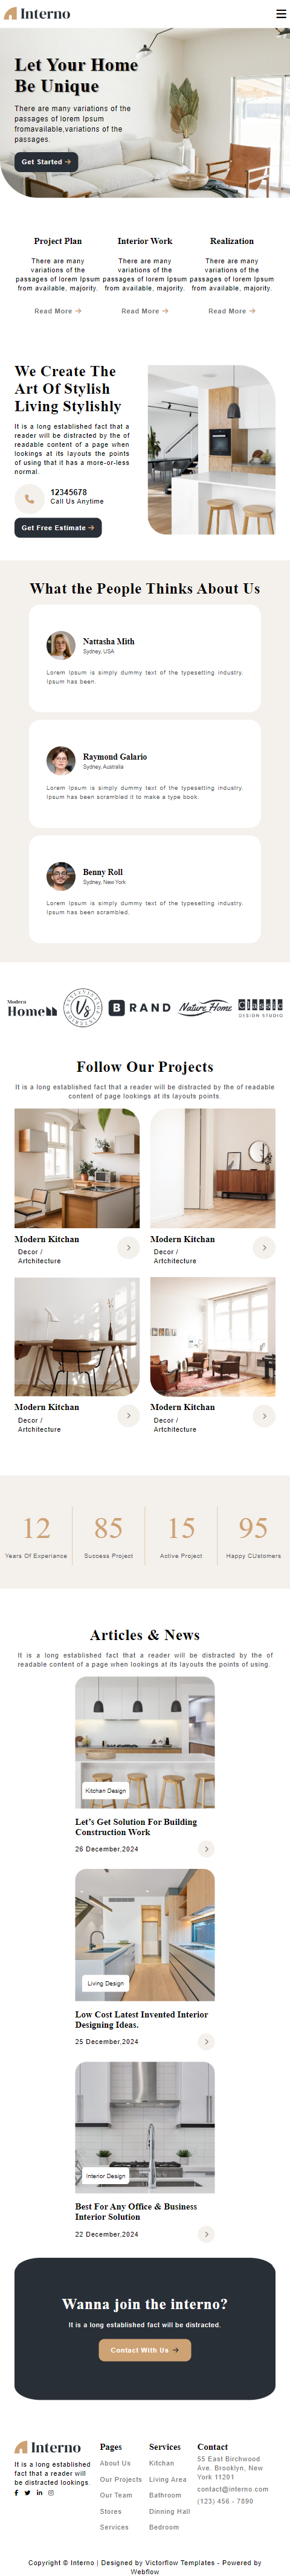 Interno
Let Your Home
Be Unique
There are many variations of the
passages of lorem Ipsum
fromavailable,variations of the
passages.
Get Started →
Project Plan
There are many
variations of the
passages of lorem Ipsum
from available, majority.
Read More →
Interior Work
There are many
variations of the
passages of lorem Ipsum
from available, majority.
Read More →
Realization
There are many
variations of the
passages of lorem Ipsum
from available, majority.
Read More →
We Create The
Art Of Stylish
Living Stylishly
It is a long established fact that a
reader will be distracted by the of
readable content of a page when
lookings at its layouts the points
of using that it has a more-or-less
normal.
12345678
Call Us Anytime
Get Free Estimate →
What the People Thinks About Us
Nattasha Mith
Sydney, USA
Lorem Ipsum is simply dummy text of the typesetting industry.
Ipsum has been.
Raymond Galario
Sydney, Australia
Lorem Ipsum is simply dummy text of the typesetting industry.
Ipsum has been scrambled it to make a type book.
Benny Roll
Sydney, New York
Lorem Ipsum is simply dummy text of the typesetting industry.
Ipsum has been scrambled.
Modern
Home
Vs
B RAND
Nature Home
Classic
DESIGN STUDIO
Follow Our Projects
It is a long established fact that a reader will be distracted by the of readable
content of page lookings at its layouts points.
Modern Kitchan
Decor /
Artchitecture
Modern Kitchan
Decor /
Artchitecture
Modern Kitchan
Decor /
Artchitecture
Modern Kitchan
Decor /
Artchitecture
12
Years Of Experiance
85
Success Project
15
Active Project
95
Happy CUstomers
Articles & News
It is a long established fact that a reader will be distracted by the of
readable content of a page when lookings at its layouts the points of using.
Kitchan Design
Let's Get Solution For Building
Construction Work
26 December,2024
Living Design
Low Cost Latest Invented Interior
Designing Ideas.
25 December,2024
Interior Design
Best For Any Office & Business
Interior Solution
22 December,2024
Wanna join the interno?
It is a long established fact will be distracted.
Contact With Us →
Interno
It is a long established
fact that a reader will
be distracted lookings.
Pages
About Us
Our Projects
Our Team
Stores
Services
Services
Kitchan
Living Area
Bathroom
Dinning Hall
Bedroom
Contact
55 East Birchwood
Ave. Brooklyn, New
York 11201
contact@interno.com
(123) 456 - 7890
Copyright © Interno | Designed by Victorflow Templates - Powered by
Webflow